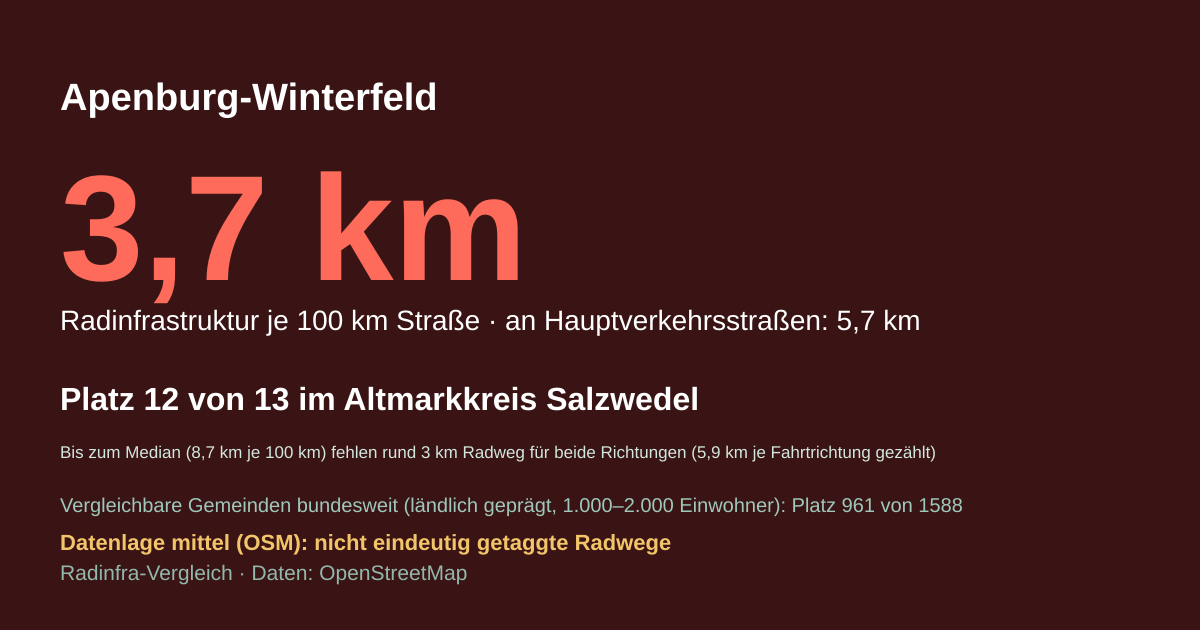 Apenburg-Winterfeld
3,7 km
Radinfrastruktur je 100 km Straße · an Hauptverkehrsstraßen: 5,7 km
Platz 12 von 13 im Altmarkkreis Salzwedel
Bis zum Median (8,7 km je 100 km) fehlen rund 3 km Radweg für beide Richtungen (5,9 km je Fahrtrichtung gezählt)
Vergleichbare Gemeinden bundesweit (ländlich geprägt, 1.000–2.000 Einwohner): Platz 961 von 1588
Datenlage mittel (OSM): nicht eindeutig getaggte Radwege
Radinfra-Vergleich · Daten: OpenStreetMap